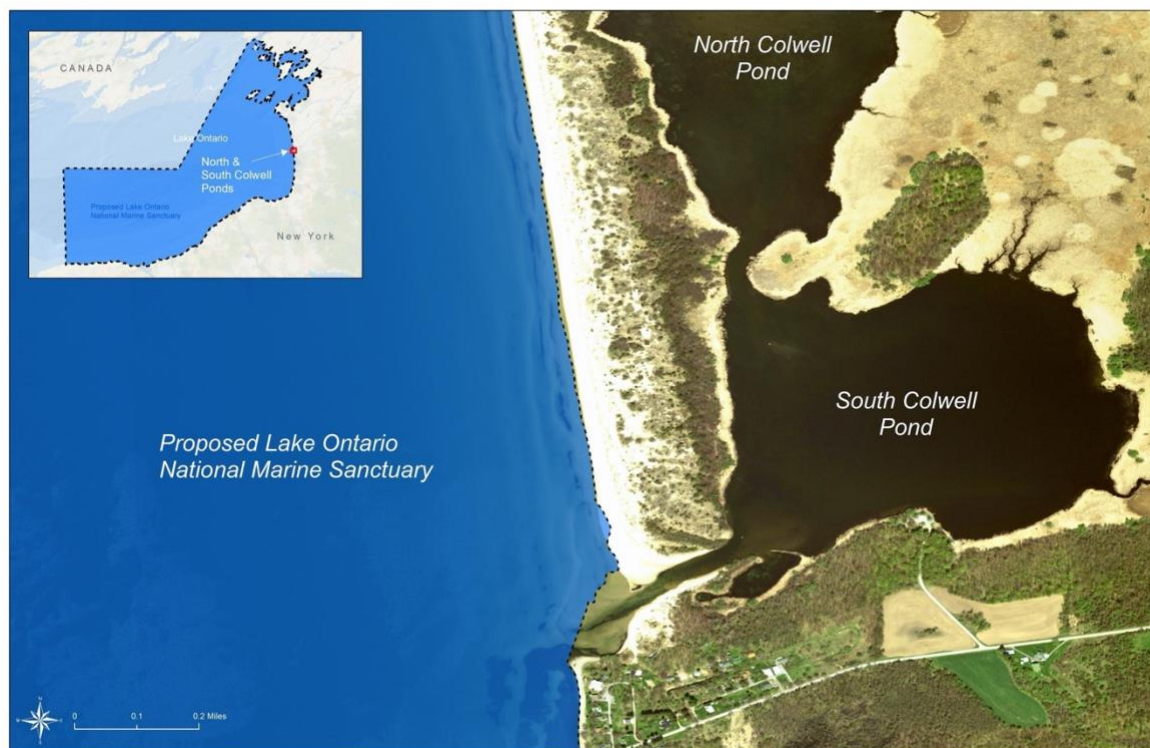 CANADA
Lake Ontario
North &
South Colwell
Ponds
Proposed Lake Ontario
National Marine Sanctuary
New York
North Colwell
Pond
South Colwell
Pond
Proposed Lake Ontario
National Marine Sanctuary
N
W
E
S
0 0.1 0.2 Miles